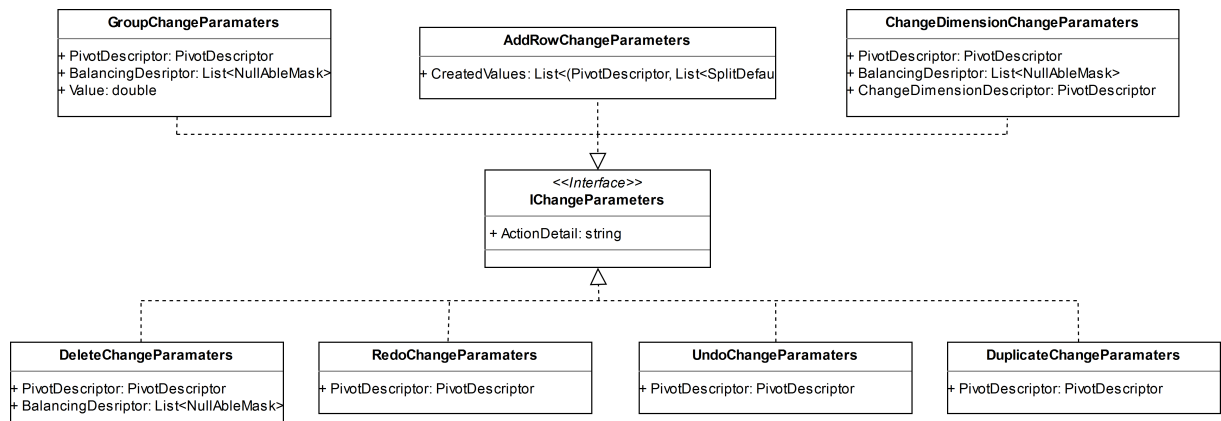 GroupChangeParamaters
+ PivotDescriptor: PivotDescriptor
+ BalancingDesriptor: List<NullAbleMask>
+ Value: double
AddRowChangeParameters
+ CreatedValues: List<(PivotDescriptor, List<SplitDefau
ChangeDimensionChangeParamaters
+ PivotDescriptor: PivotDescriptor
+ BalancingDesriptor: List<NullAbleMask>
+ ChangeDimensionDescriptor: PivotDescriptor
<<Interface>>
IChangeParameters
+ ActionDetail: string
DeleteChangeParamaters
+ PivotDescriptor: PivotDescriptor
+ BalancingDesriptor: List<NullAbleMask>
RedoChangeParamaters
+ PivotDescriptor: PivotDescriptor
UndoChangeParamaters
+ PivotDescriptor: PivotDescriptor
DuplicateChangeParamaters
+ PivotDescriptor: PivotDescriptor